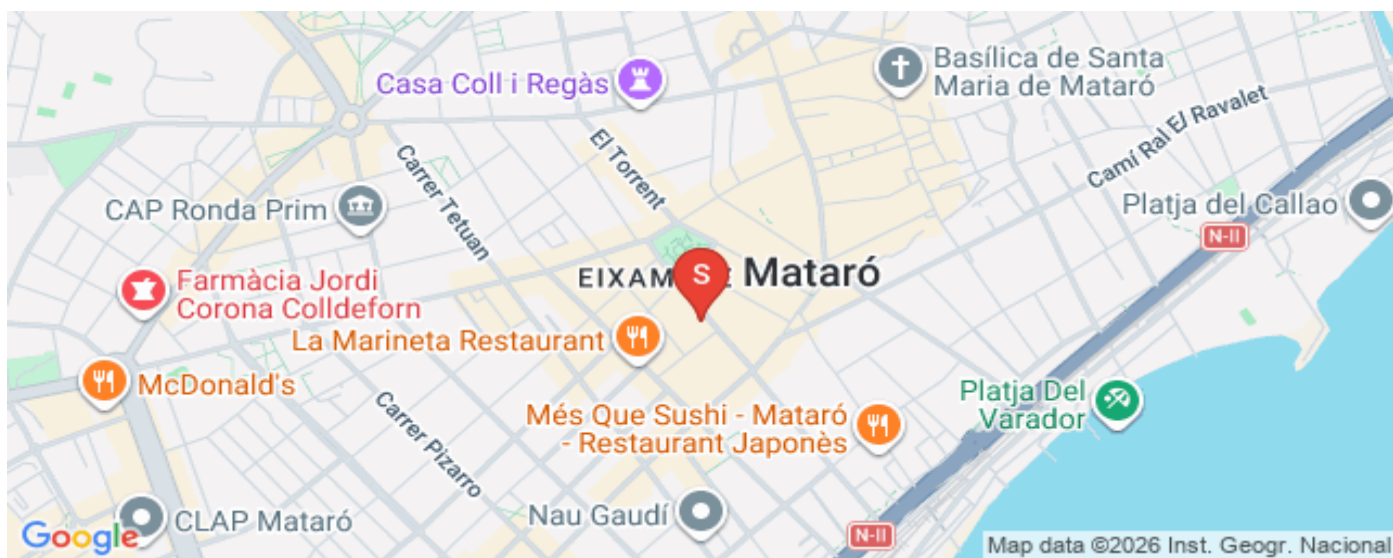 Casa Coll i Regàs
Basílica de Santa
Maria de Mataró
El Torrent
Camí Ral El Ravalet
Carrer Tetuan
CAP Ronda Prim
Platja del Callao
N-II
Farmàcia Jordi
Corona Colldeforn
EIXAM
S
Mataró
La Marineta Restaurant
McDonald's
Platja Del
Varador
Carrer Pizarro
Més Que Sushi - Mataró
- Restaurant Japonès
CLAP Mataró
Nau Gaudí
N-II
Google
Map data ©2026 Inst. Geogr. Nacional